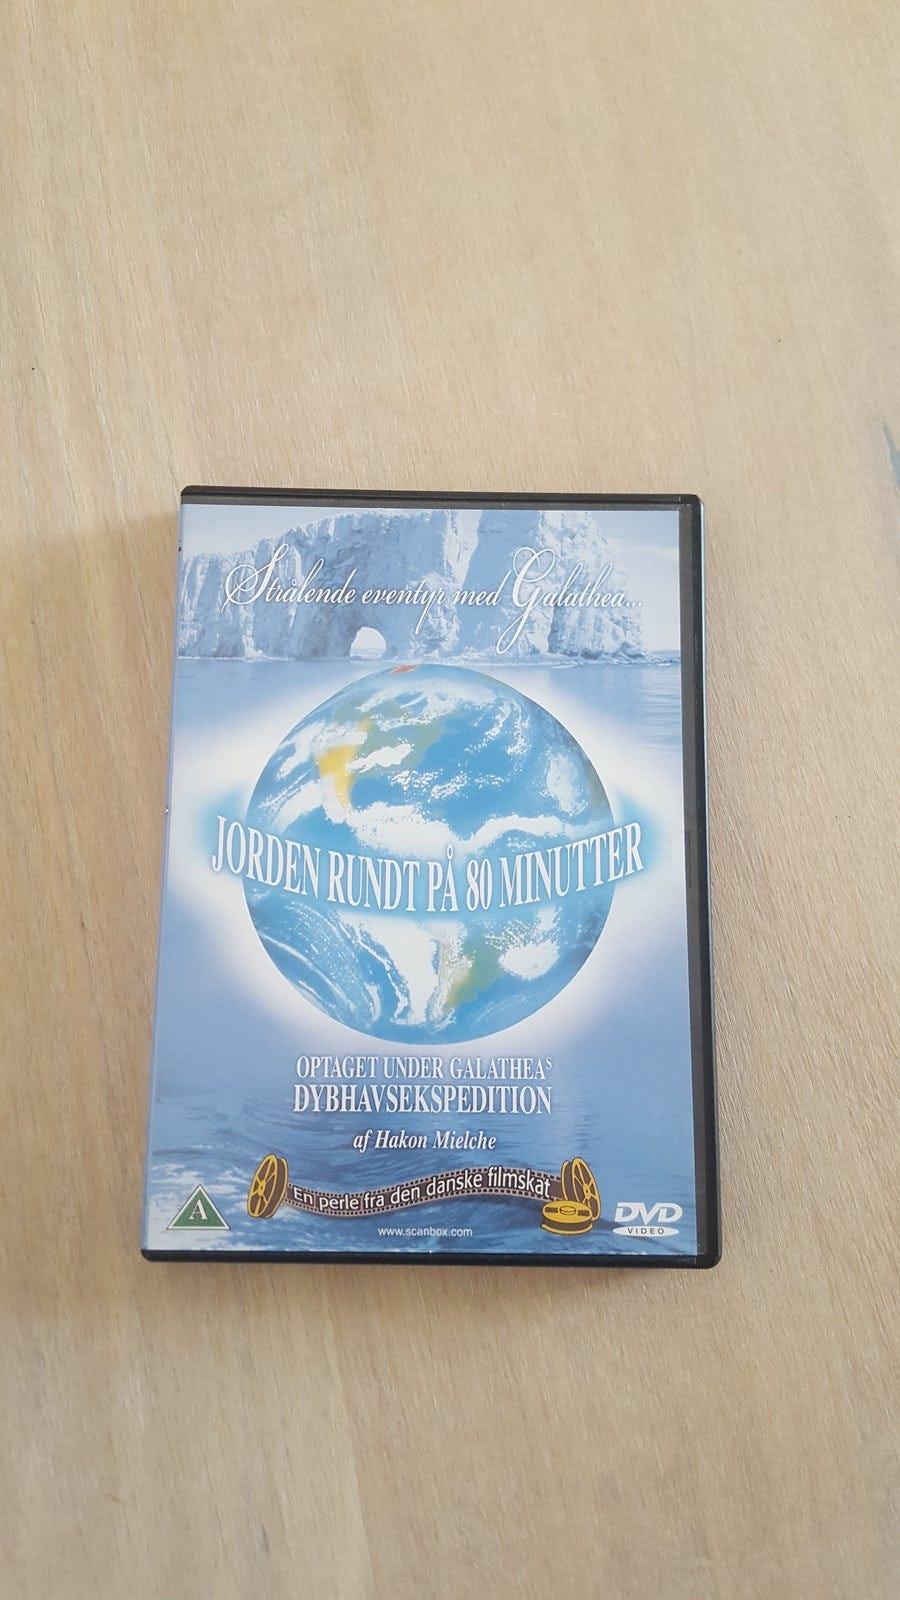 Strålende eventyr med Galathea...
JORDEN RUNDT PÅ 80 MINUTTER
OPTAGET UNDER GALATHEAS
DYBHAVSEKSPEDITION
af Hakon Mielche
En perle fra den danske filmskat
A
www.scanbox.com
DVD
VIDEO